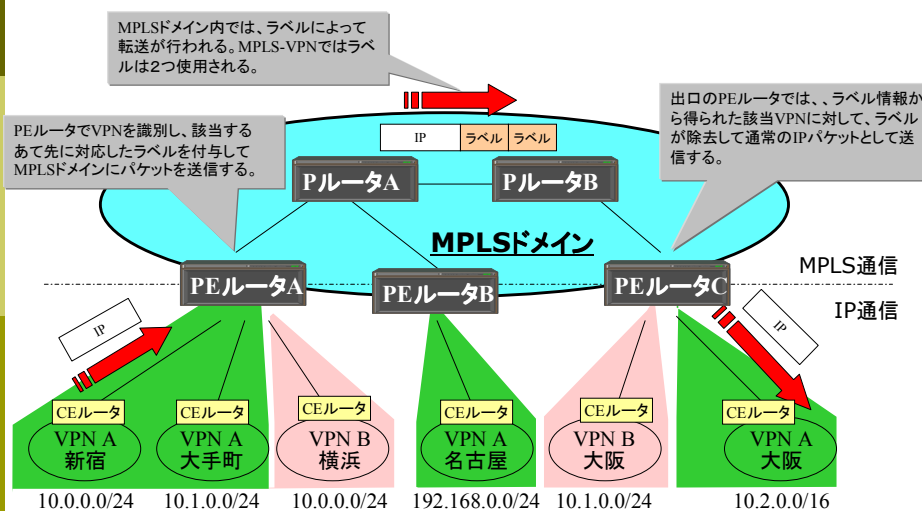 MPLSドメイン内では、ラベルによって
転送が行われる。MPLS-VPNではラベ
ルは２つ使用される。
PEルータでVPNを識別し、該当する
あて先に対応したラベルを付与して
MPLSドメインにパケットを送信する。
出口のPEルータでは、、ラベル情報か
ら得られた該当VPNに対して、ラベル
が除去して通常のIPパケットとして送
信する。
IP ラベル ラベル
PルータA PルータB
MPLSドメイン
PEルータA PEルータB PEルータC
MPLS通信
IP通信
IP IP
CEルータ CEルータ CEルータ CEルータ CEルータ CEルータ
VPN A VPN A VPN B VPN A VPN B VPN A
新宿 大手町 横浜 名古屋 大阪 大阪
10.0.0.0/24 10.1.0.0/24 10.0.0.0/24 192.168.0.0/24 10.1.0.0/24 10.2.0.0/16